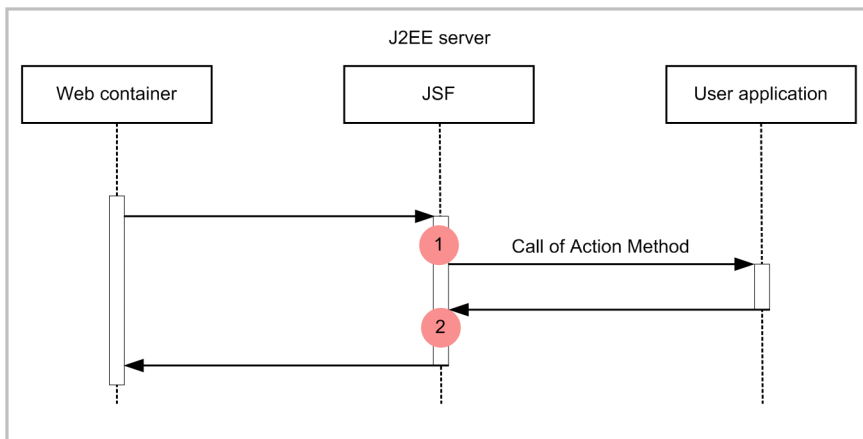 J2EE server
Web container
JSF
User application
1
Call of Action Method
2